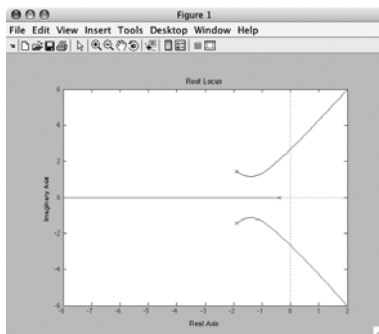 Figure 1
File Edit View Insert Tools Desktop Window Help
Root Locus
6
4
2
0
-2
-4
-6
Imaginary Axis
-8 -7 -6 -5 -4 -3 -2 -1 0 1 2
Real Axis